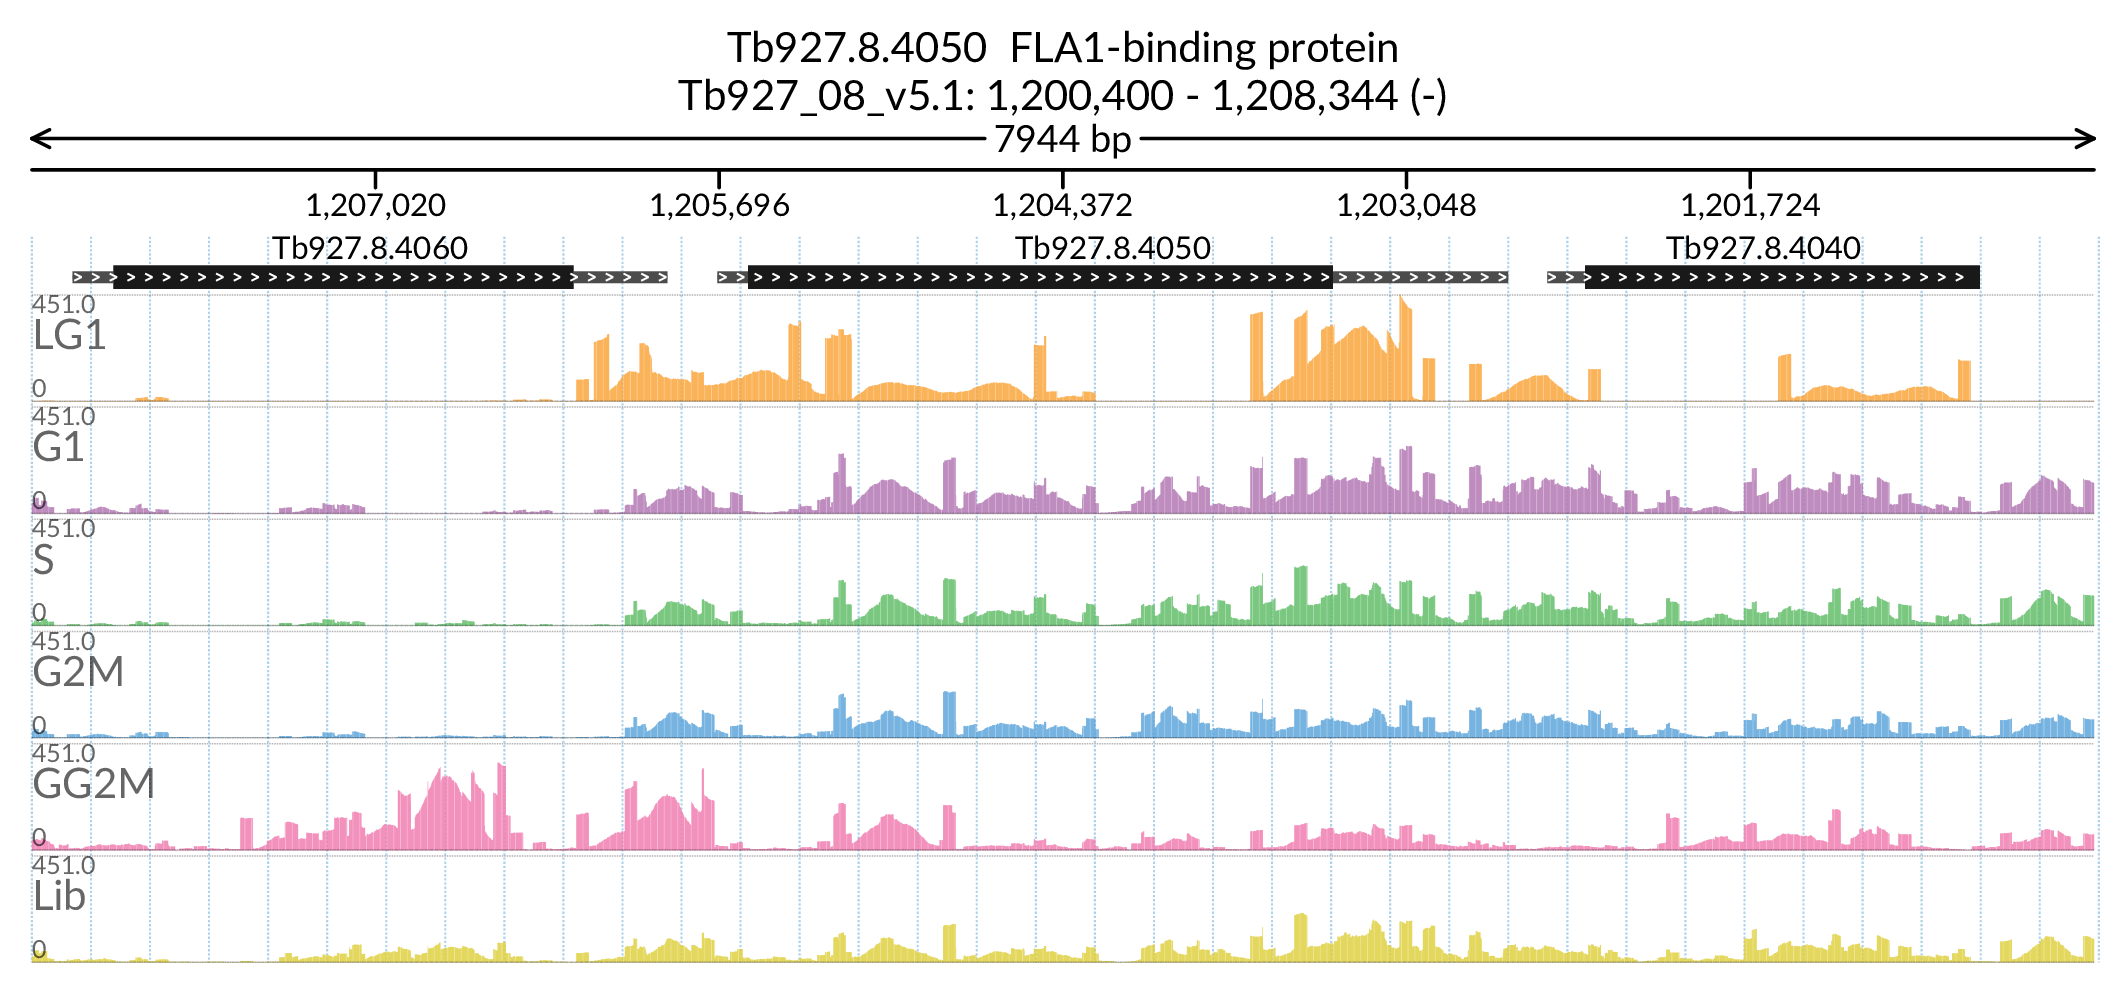 Tb927.8.4050 FLA1-binding protein
Tb927_08_v5.1: 1,200,400 - 1,208,344 (-)
7944 bp
1,207,020 1,205,696 1,204,372 1,203,048 1,201,724
Tb927.8.4060 Tb927.8.4050 Tb927.8.4040
451.0
LG1
0
451.0
G1
0
451.0
S
0
451.0
G2M
0
451.0
GG2M
0
451.0
Lib
0